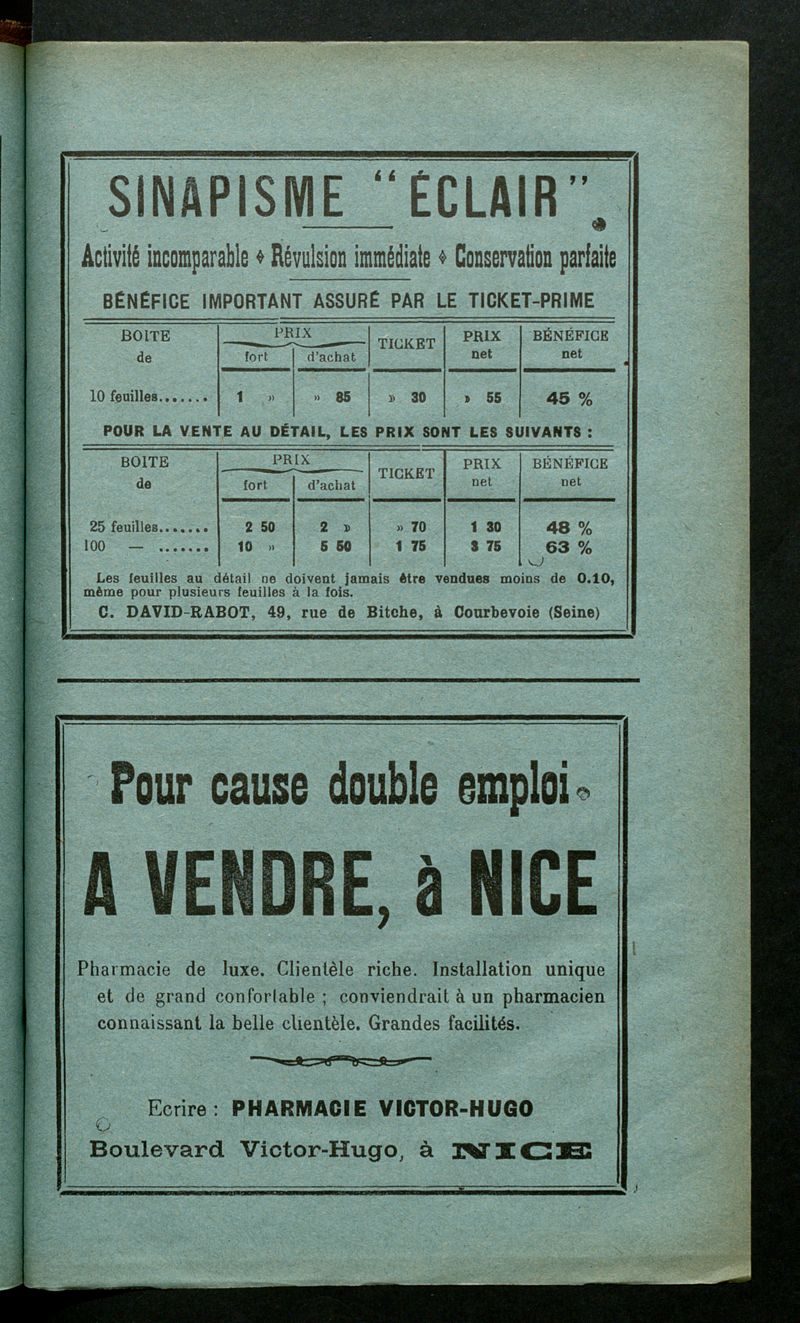 SINAPISME "ÉCLAIR"
Activité incomparable ♦ Révulsion immédiate ♦ Conservation parfaite
BÉNÉFICE IMPORTANT ASSURÉ PAR LE TICKET-PRIME
BOITE de PRIX fort d'achat TICKET PRIX net BÉNÉFICE net
10 feuilles....... 1 » » 85 » 30 » 55 45 %
POUR LA VENTE AU DÉTAIL, LES PRIX SONT LES SUIVANTS :
BOITE de PRIX fort d'achat TICKET PRIX net BÉNÉFICE net
25 feuilles....... 2 50 2 » » 70 1 30 48 %
100 — ....... 10 » 5 50 1 75 3 75 63 %
Les feuilles au détail ne doivent jamais être vendues moins de 0.10,
même pour plusieurs feuilles à la fois.
C. DAVID-RABOT, 49, rue de Bitche, à Courbevoie (Seine)
Pour cause double emploi
A VENDRE, à NICE
Pharmacie de luxe. Clientèle riche. Installation unique
et de grand confortable ; conviendrait à un pharmacien
connaissant la belle clientèle. Grandes facilités.
Ecrire : PHARMACIE VICTOR-HUGO
Boulevard Victor-Hugo, à NICE